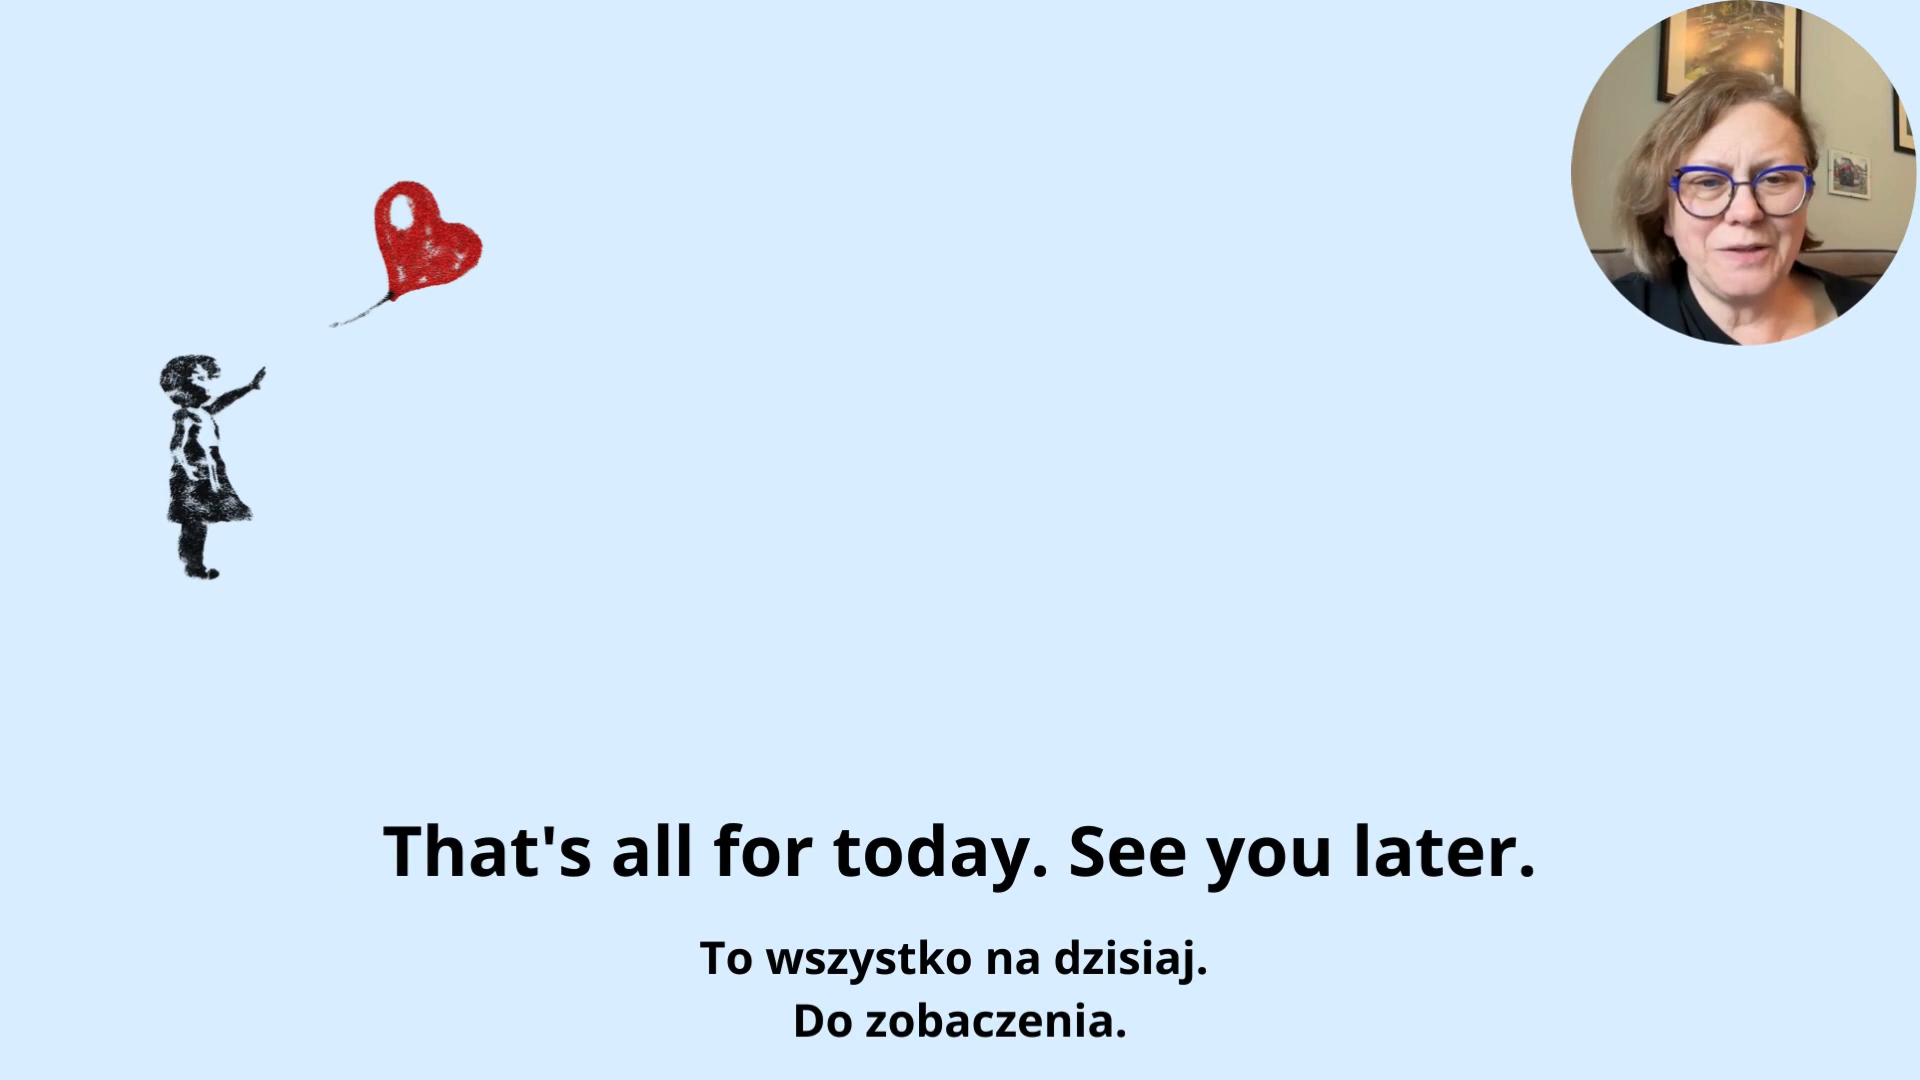 That's all for today. See you later.
To wszystko na dzisiaj.
Do zobaczenia.